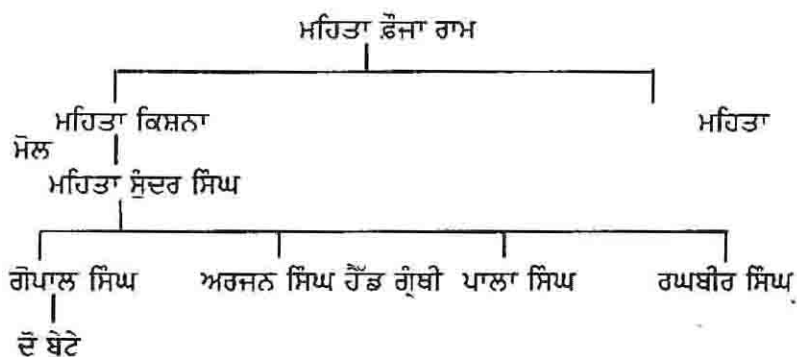 ਮਹਿਤਾ ਫ਼ੌਜਾ ਰਾਮ
ਮਹਿਤਾ ਕਿਸ਼ਨਾ ਮਹਿਤਾ
ਮੋਲ
ਮਹਿਤਾ ਸੁੰਦਰ ਸਿੰਘ
ਗੋਪਾਲ ਸਿੰਘ ਅਰਜਨ ਸਿੰਘ ਹੈੱਡ ਗ੍ਰੰਥੀ ਪਾਲਾ ਸਿੰਘ ਰਘਬੀਰ ਸਿੰਘ
ਦੋ ਬੇਟੇ